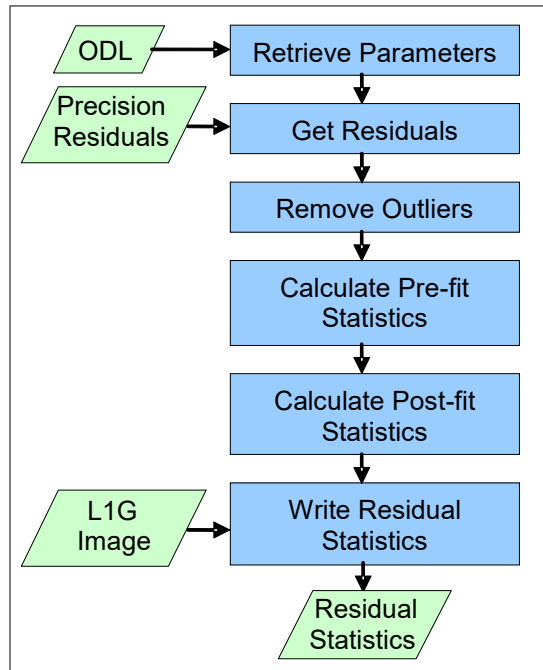 ODL
Retrieve Parameters
Precision
Residuals
Get Residuals
Remove Outliers
Calculate Pre-fit
Statistics
Calculate Post-fit
Statistics
L1G
Image
Write Residual
Statistics
Residual
Statistics